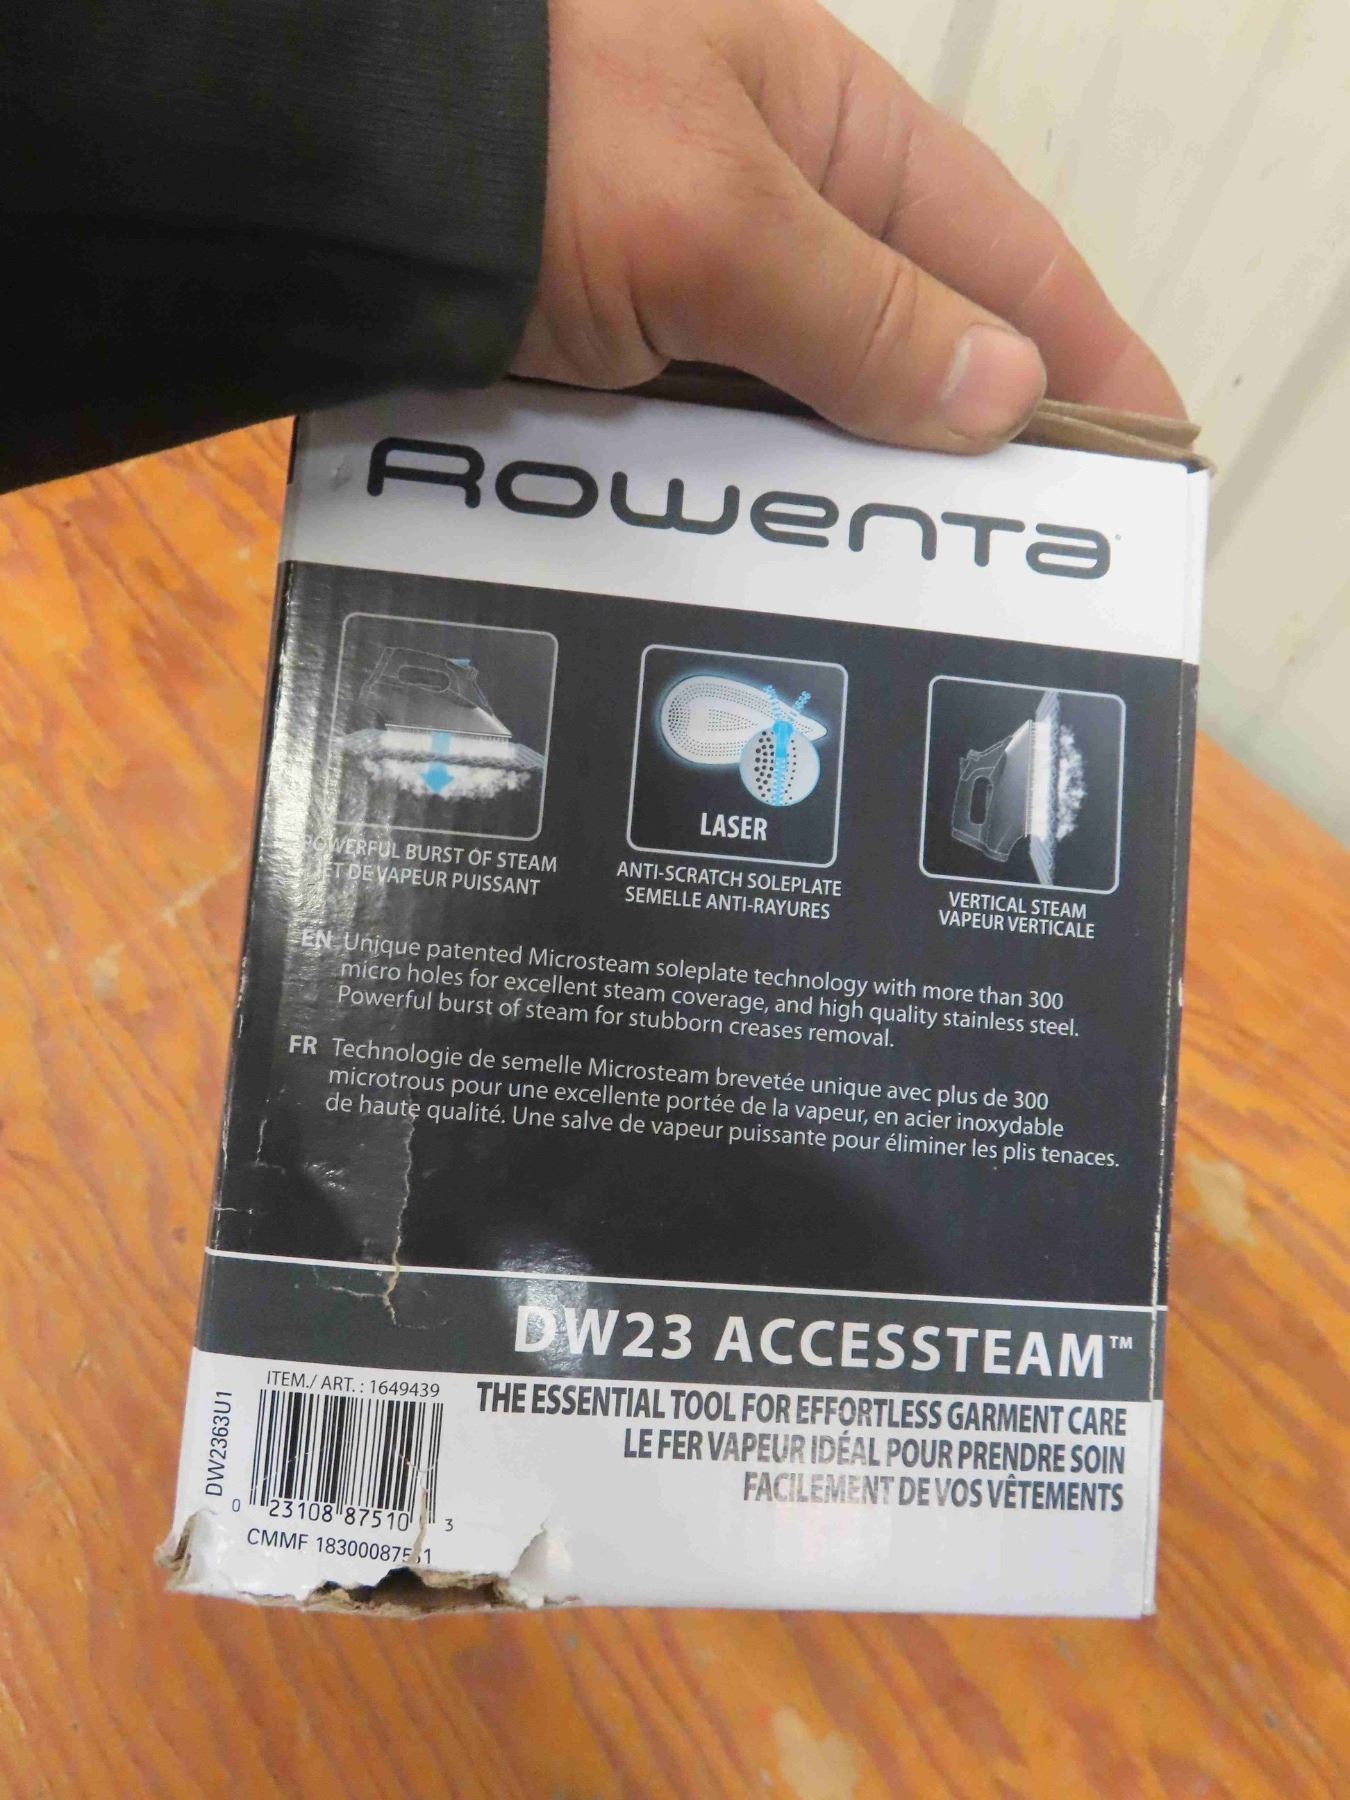 Rowenta
LASER
POWERFUL BURST OF STEAM
JET DE VAPEUR PUISSANT
ANTI-SCRATCH SOLEPLATE
SEMELLE ANTI-RAYURES
VERTICAL STEAM
VAPEUR VERTICALE
EN Unique patented Microsteam soleplate technology with more than 300
micro holes for excellent steam coverage, and high quality stainless steel.
Powerful burst of steam for stubborn creases removal.
FR Technologie de semelle Microsteam brevetée unique avec plus de 300
microtrous pour une excellente portée de la vapeur, en acier inoxydable
de haute qualité. Une salve de vapeur puissante pour éliminer les plis tenaces.
DW23 ACCESSTEAM™
THE ESSENTIAL TOOL FOR EFFORTLESS GARMENT CARE
LE FER VAPEUR IDÉAL POUR PRENDRE SOIN
FACILEMENT DE VOS VÊTEMENTS
ITEM./ ART. : 1649439
DW2363U1
0 23108 87510 3
CMMF